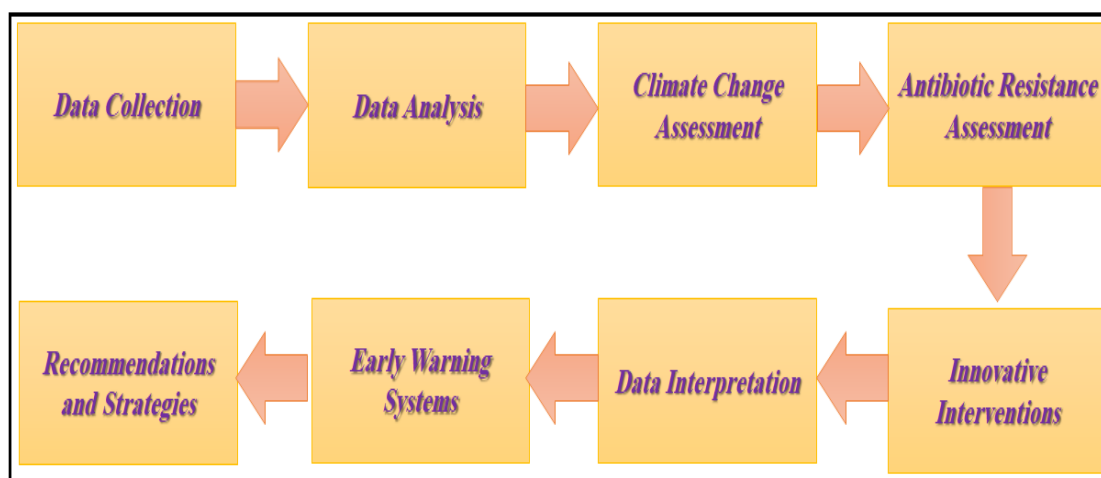 Data Collection
Data Analysis
Climate Change
Assessment
Antibiotic Resistance
Assessment
Innovative
Interventions
Data Interpretation
Early Warning
Systems
Recommendations
and Strategies